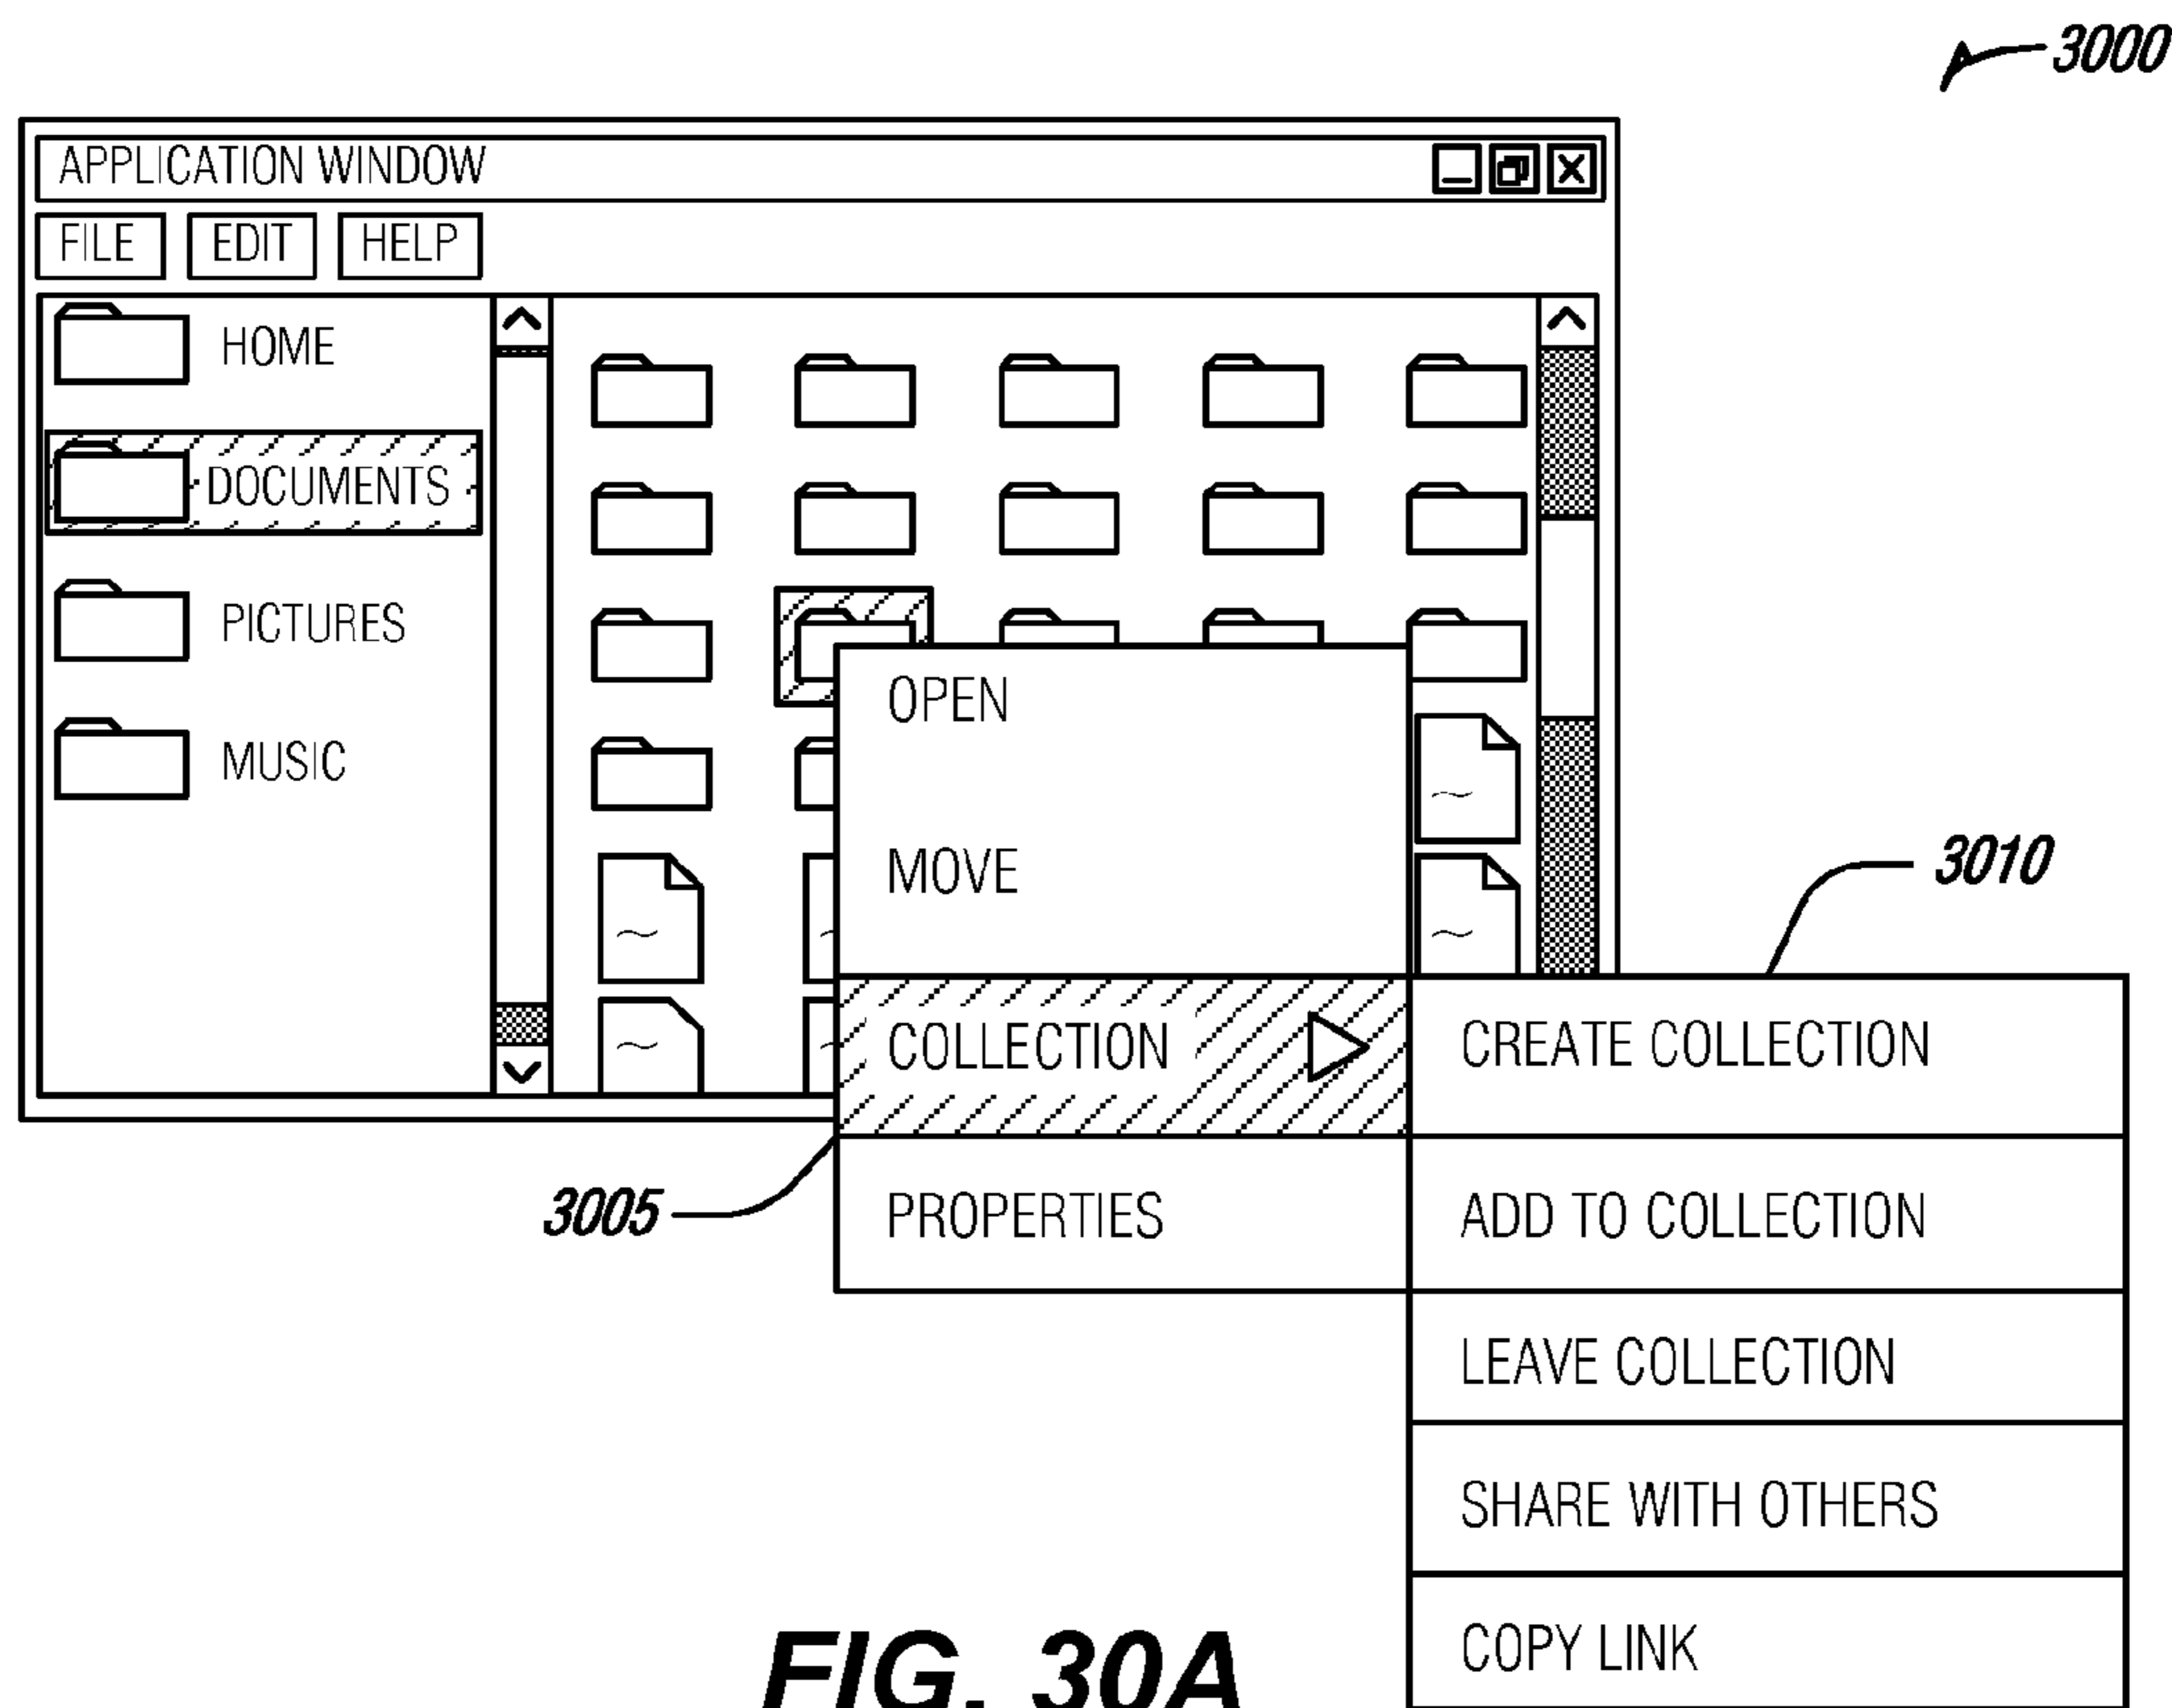 3000
APPLICATION WINDOW
FILE EDIT HELP
HOME
DOCUMENTS
PICTURES
MUSIC
OPEN
MOVE
COLLECTION
PROPERTIES
3005
3010
CREATE COLLECTION
ADD TO COLLECTION
LEAVE COLLECTION
SHARE WITH OTHERS
COPY LINK
FIG. 30A